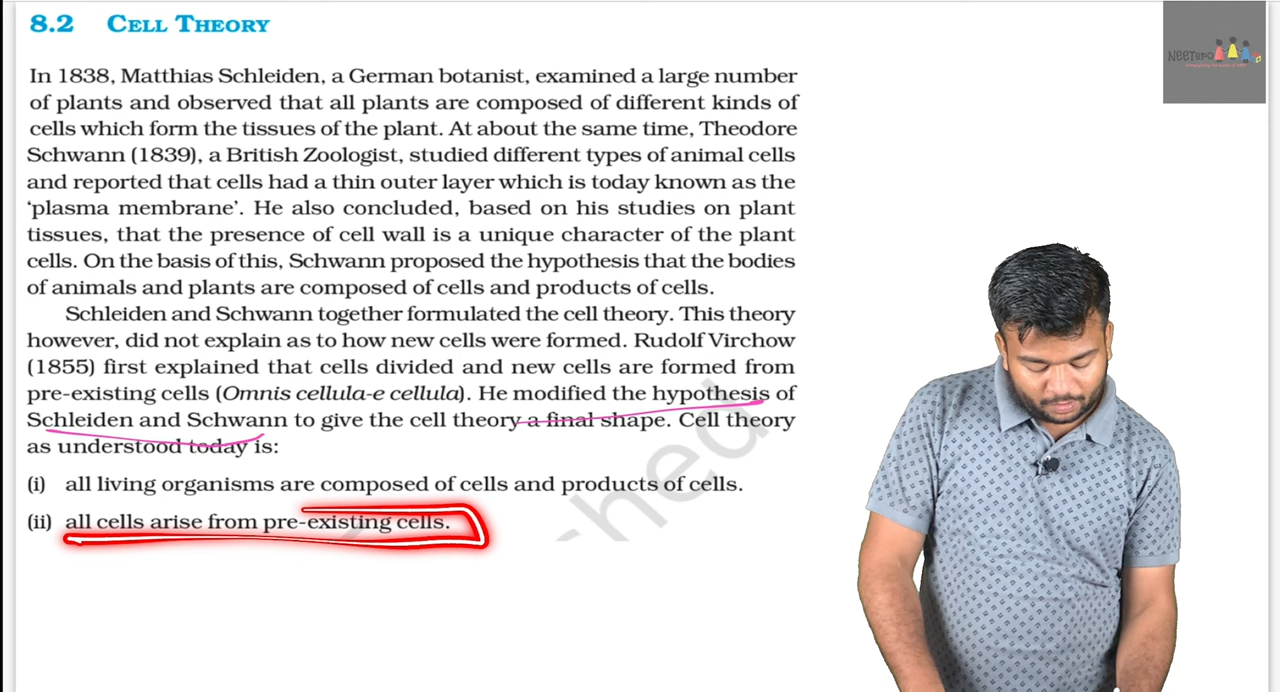 8.2 CELL THEORY
NEETero
In 1838, Matthias Schleiden, a German botanist, examined a large number
of plants and observed that all plants are composed of different kinds of
cells which form the tissues of the plant. At about the same time, Theodore
Schwann (1839), a British Zoologist, studied different types of animal cells
and reported that cells had a thin outer layer which is today known as the
‘plasma membrane’. He also concluded, based on his studies on plant
tissues, that the presence of cell wall is a unique character of the plant
cells. On the basis of this, Schwann proposed the hypothesis that the bodies
of animals and plants are composed of cells and products of cells.
Schleiden and Schwann together formulated the cell theory. This theory
however, did not explain as to how new cells were formed. Rudolf Virchow
(1855) first explained that cells divided and new cells are formed from
pre-existing cells (Omnis cellula-e cellula). He modified the hypothesis of
Schleiden and Schwann to give the cell theory a final shape. Cell theory
as understood today is:
(i) all living organisms are composed of cells and products of cells.
(ii) all cells arise from pre-existing cells.